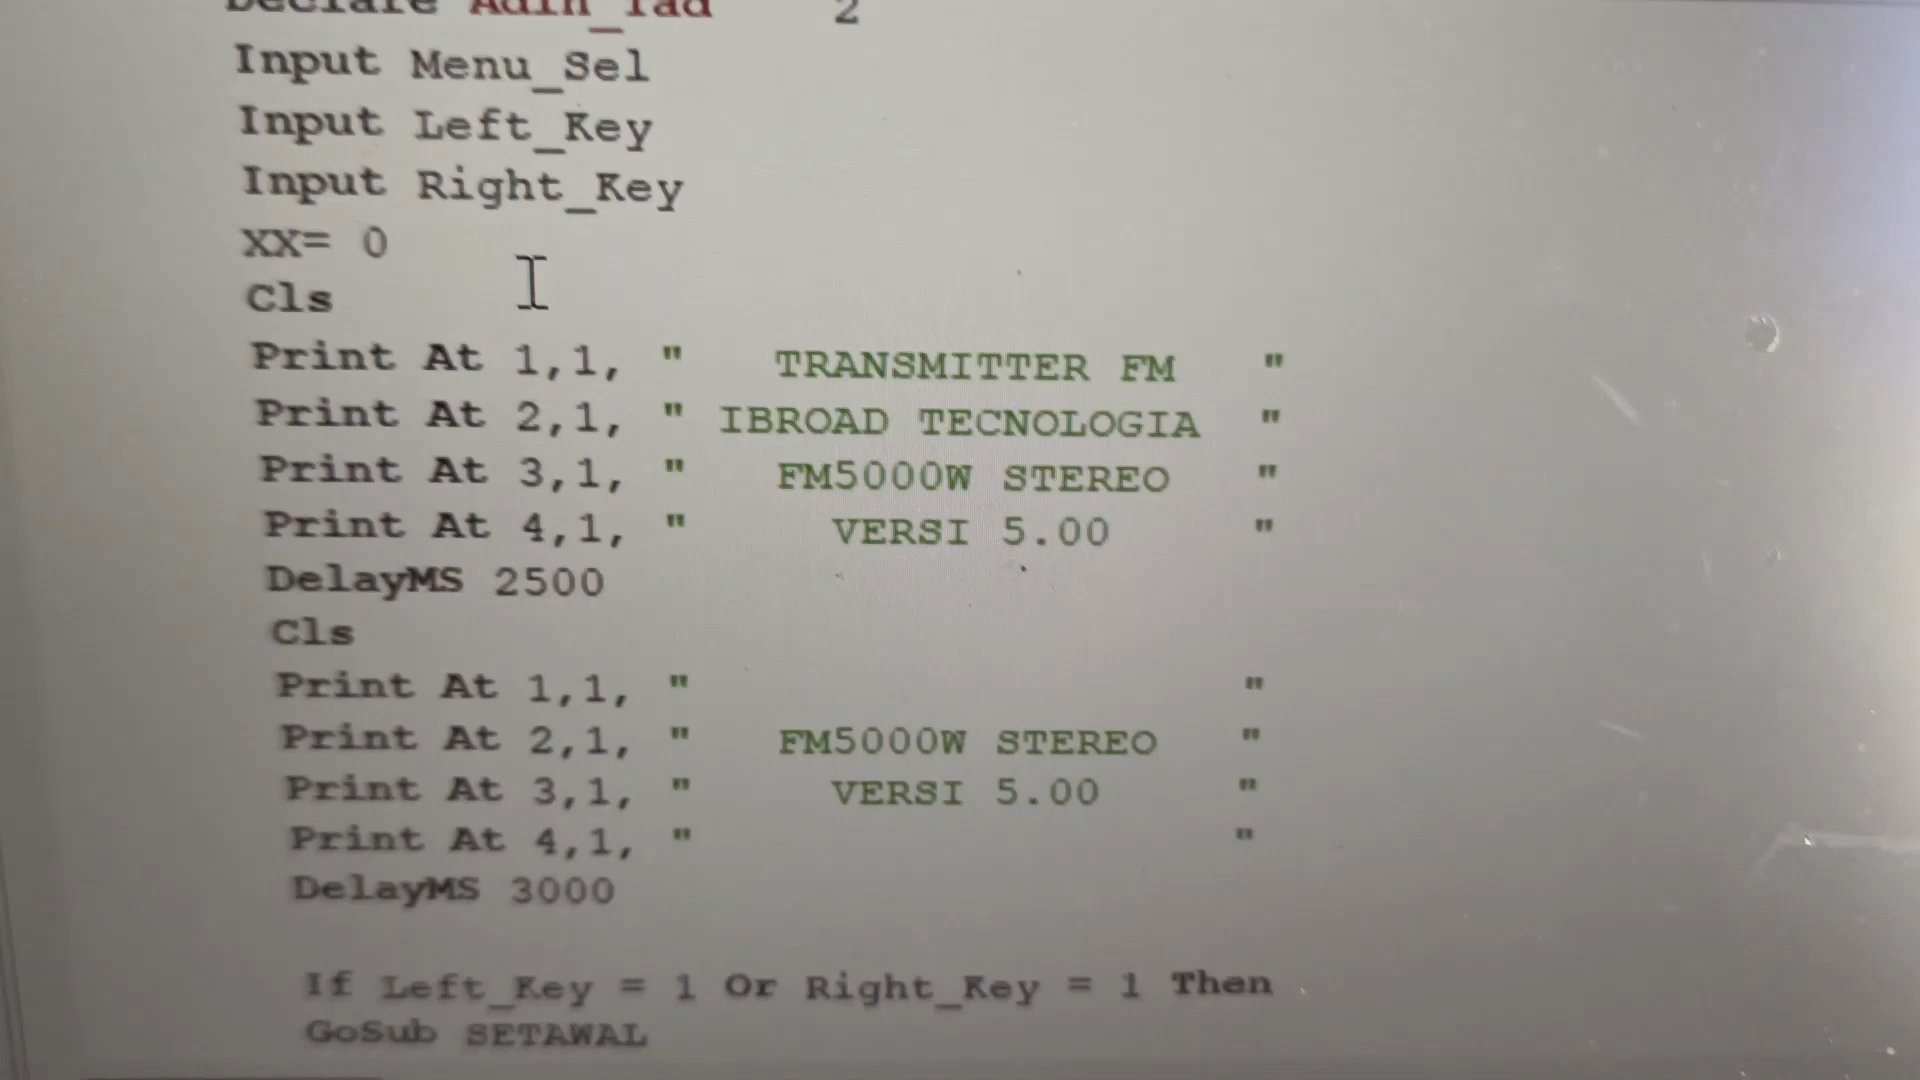 Declare Adin_Tad 2
Input Menu_Sel
Input Left_Key
Input Right_Key
XX= 0
Cls
Print At 1,1, "   TRANSMITTER FM   "
Print At 2,1, " IBROAD TECNOLOGIA  "
Print At 3,1, "   FM5000W STEREO   "
Print At 4,1, "     VERSI 5.00     "
DelayMS 2500
Cls
Print At 1,1, "                    "
Print At 2,1, "   FM5000W STEREO   "
Print At 3,1, "     VERSI 5.00     "
Print At 4,1, "                    "
DelayMS 3000
If Left_Key = 1 Or Right_Key = 1 Then
GoSub SETAWAL